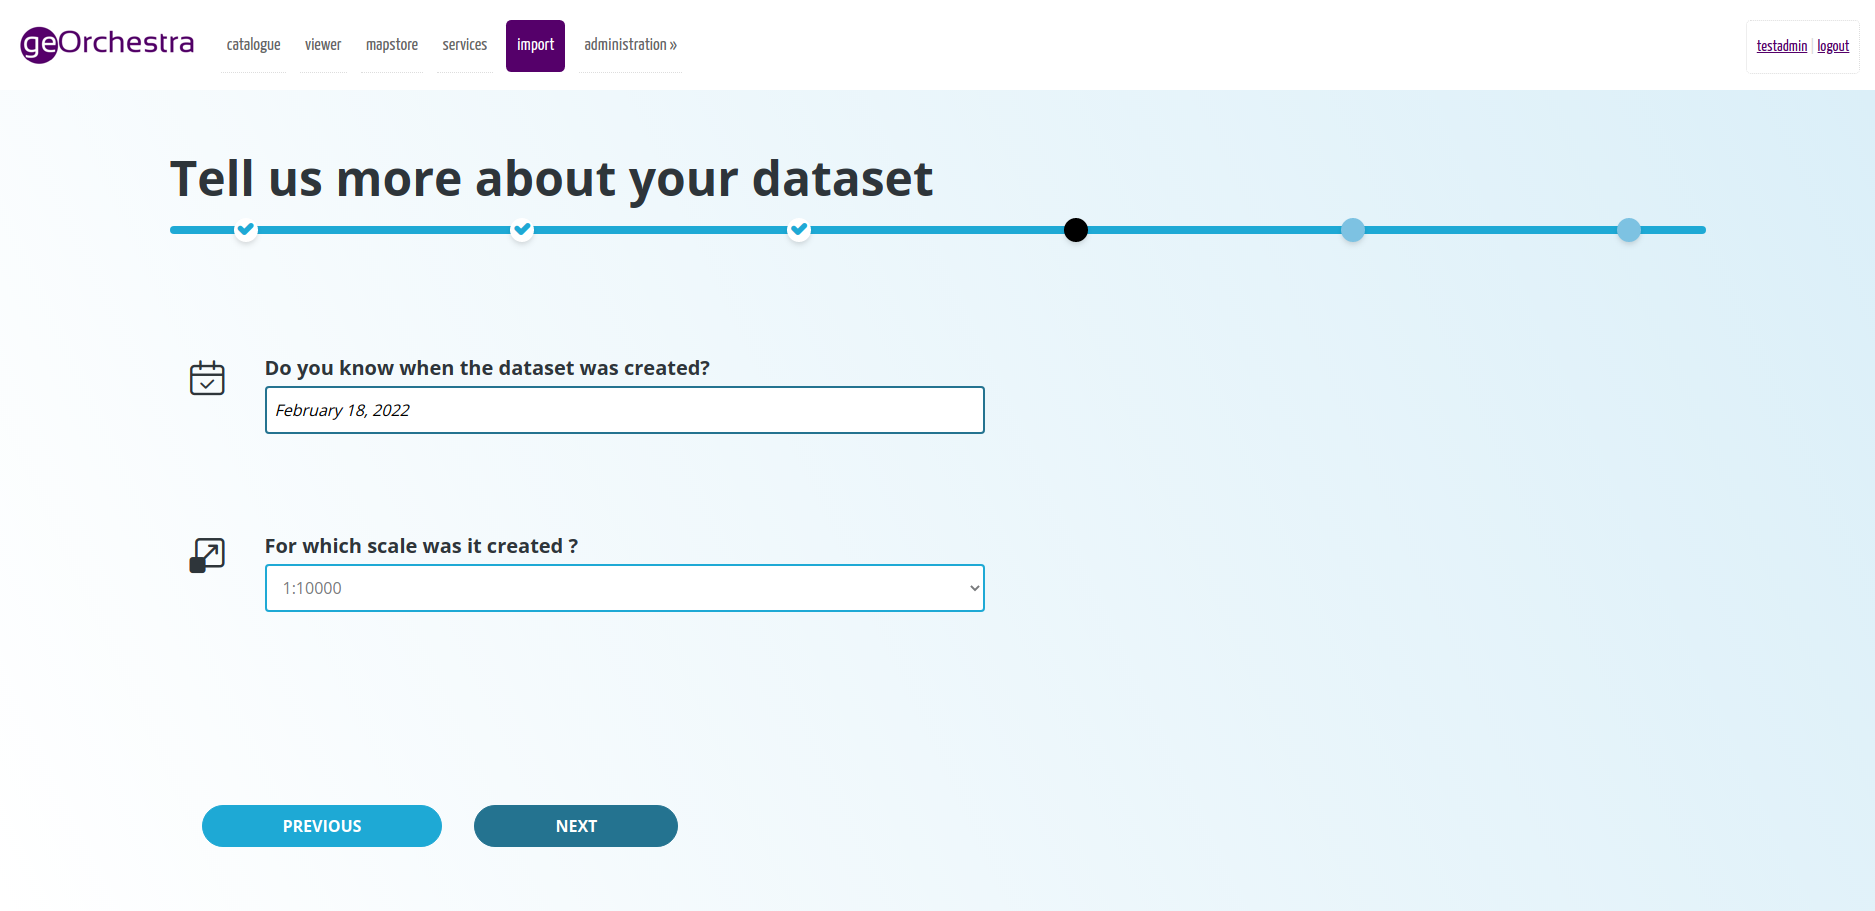 geOrchestra
catalogue viewer mapstore services import administration » testadmin | logout
Tell us more about your dataset
Do you know when the dataset was created?
February 18, 2022
For which scale was it created ?
1:10000
PREVIOUS NEXT